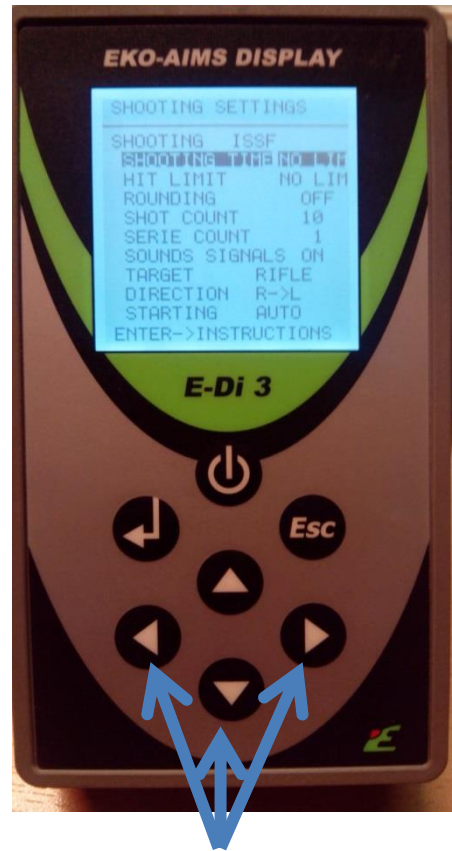 EKO-AIMS DISPLAY
SHOOTING SETTINGS
SHOOTING ISSF
SHOOTING TIME NO LIM
HIT LIMIT NO LIM
ROUNDING OFF
SHOT COUNT 10
SERIE COUNT 1
SOUNDS SIGNALS ON
TARGET RIFLE
DIRECTION R->L
STARTING AUTO
ENTER->INSTRUCTIONS
E-Di 3
Esc
E